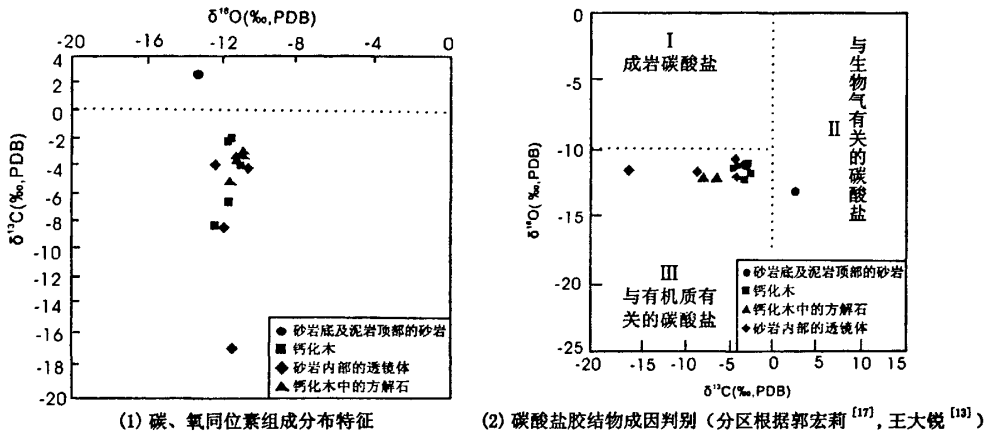 δ¹⁸O(‰,PDB)
-20 -16 -12 -8 -4 0
4
2
0
-2
-4
-6
-8
-10
-12
-14
-16
-18
-20
δ¹³C(‰,PDB)
●砂岩底及泥岩顶部的砂岩
■钙化木
◆砂岩内部的透镜体
▲钙化木中的方解石
(1) 碳、氧同位素组成分布特征
0
-5
-10
-15
-20
-25
δ¹⁸O(‰,PDB)
Ⅰ
成岩碳酸盐
Ⅱ
与生物气有关的碳酸盐
Ⅲ
与有机质有
关的碳酸盐
●砂岩底及泥岩顶部的砂岩
■钙化木
▲钙化木中的方解石
◆砂岩内部的透镜体
-20 -15 -10 -5 0 5 10 15
δ¹³C(‰,PDB)
(2) 碳酸盐胶结物成因判别（分区根据郭宏莉[17], 王大锐[13]）